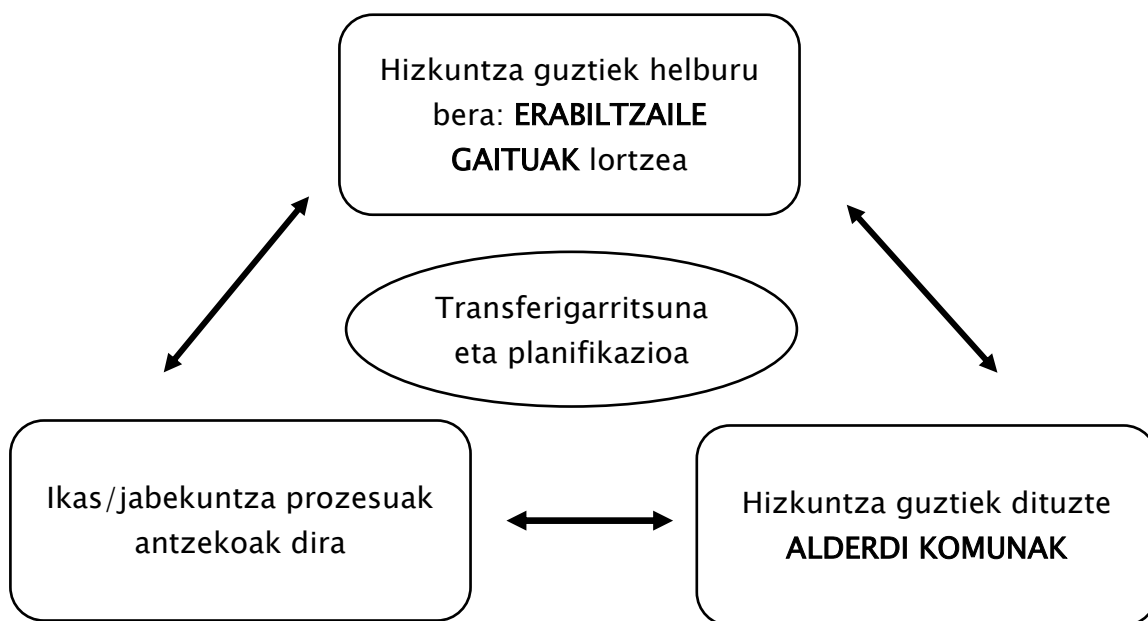 Hizkuntza guztiek helburu
bera: ERABILTZAILE
GAITUAK lortzea
Transferigarritsuna
eta planifikazioa
Ikas/jabekuntza prozesuak
antzekoak dira
Hizkuntza guztiek dituzte
ALDERDI KOMUNAK